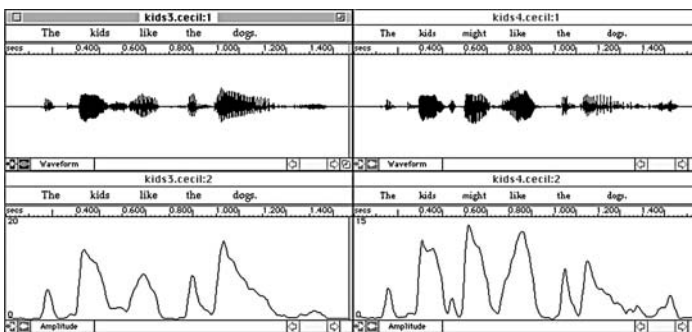 kids3.cecil:1
The kids like the dogs.
secs 0.400 0.600 0.800 1.000 1.200 1.400
Waveform
kids4.cecil:1
The kids might like the dogs.
secs 0.400 0.600 0.800 1.000 1.200 1.400
Waveform
kids3.cecil:2
The kids like the dogs.
secs 0.400 0.600 0.800 1.000 1.200 1.400
20
0
Amplitude
kids4.cecil:2
The kids might like the dogs.
secs 0.400 0.600 0.800 1.000 1.200 1.400
15
0
Amplitude